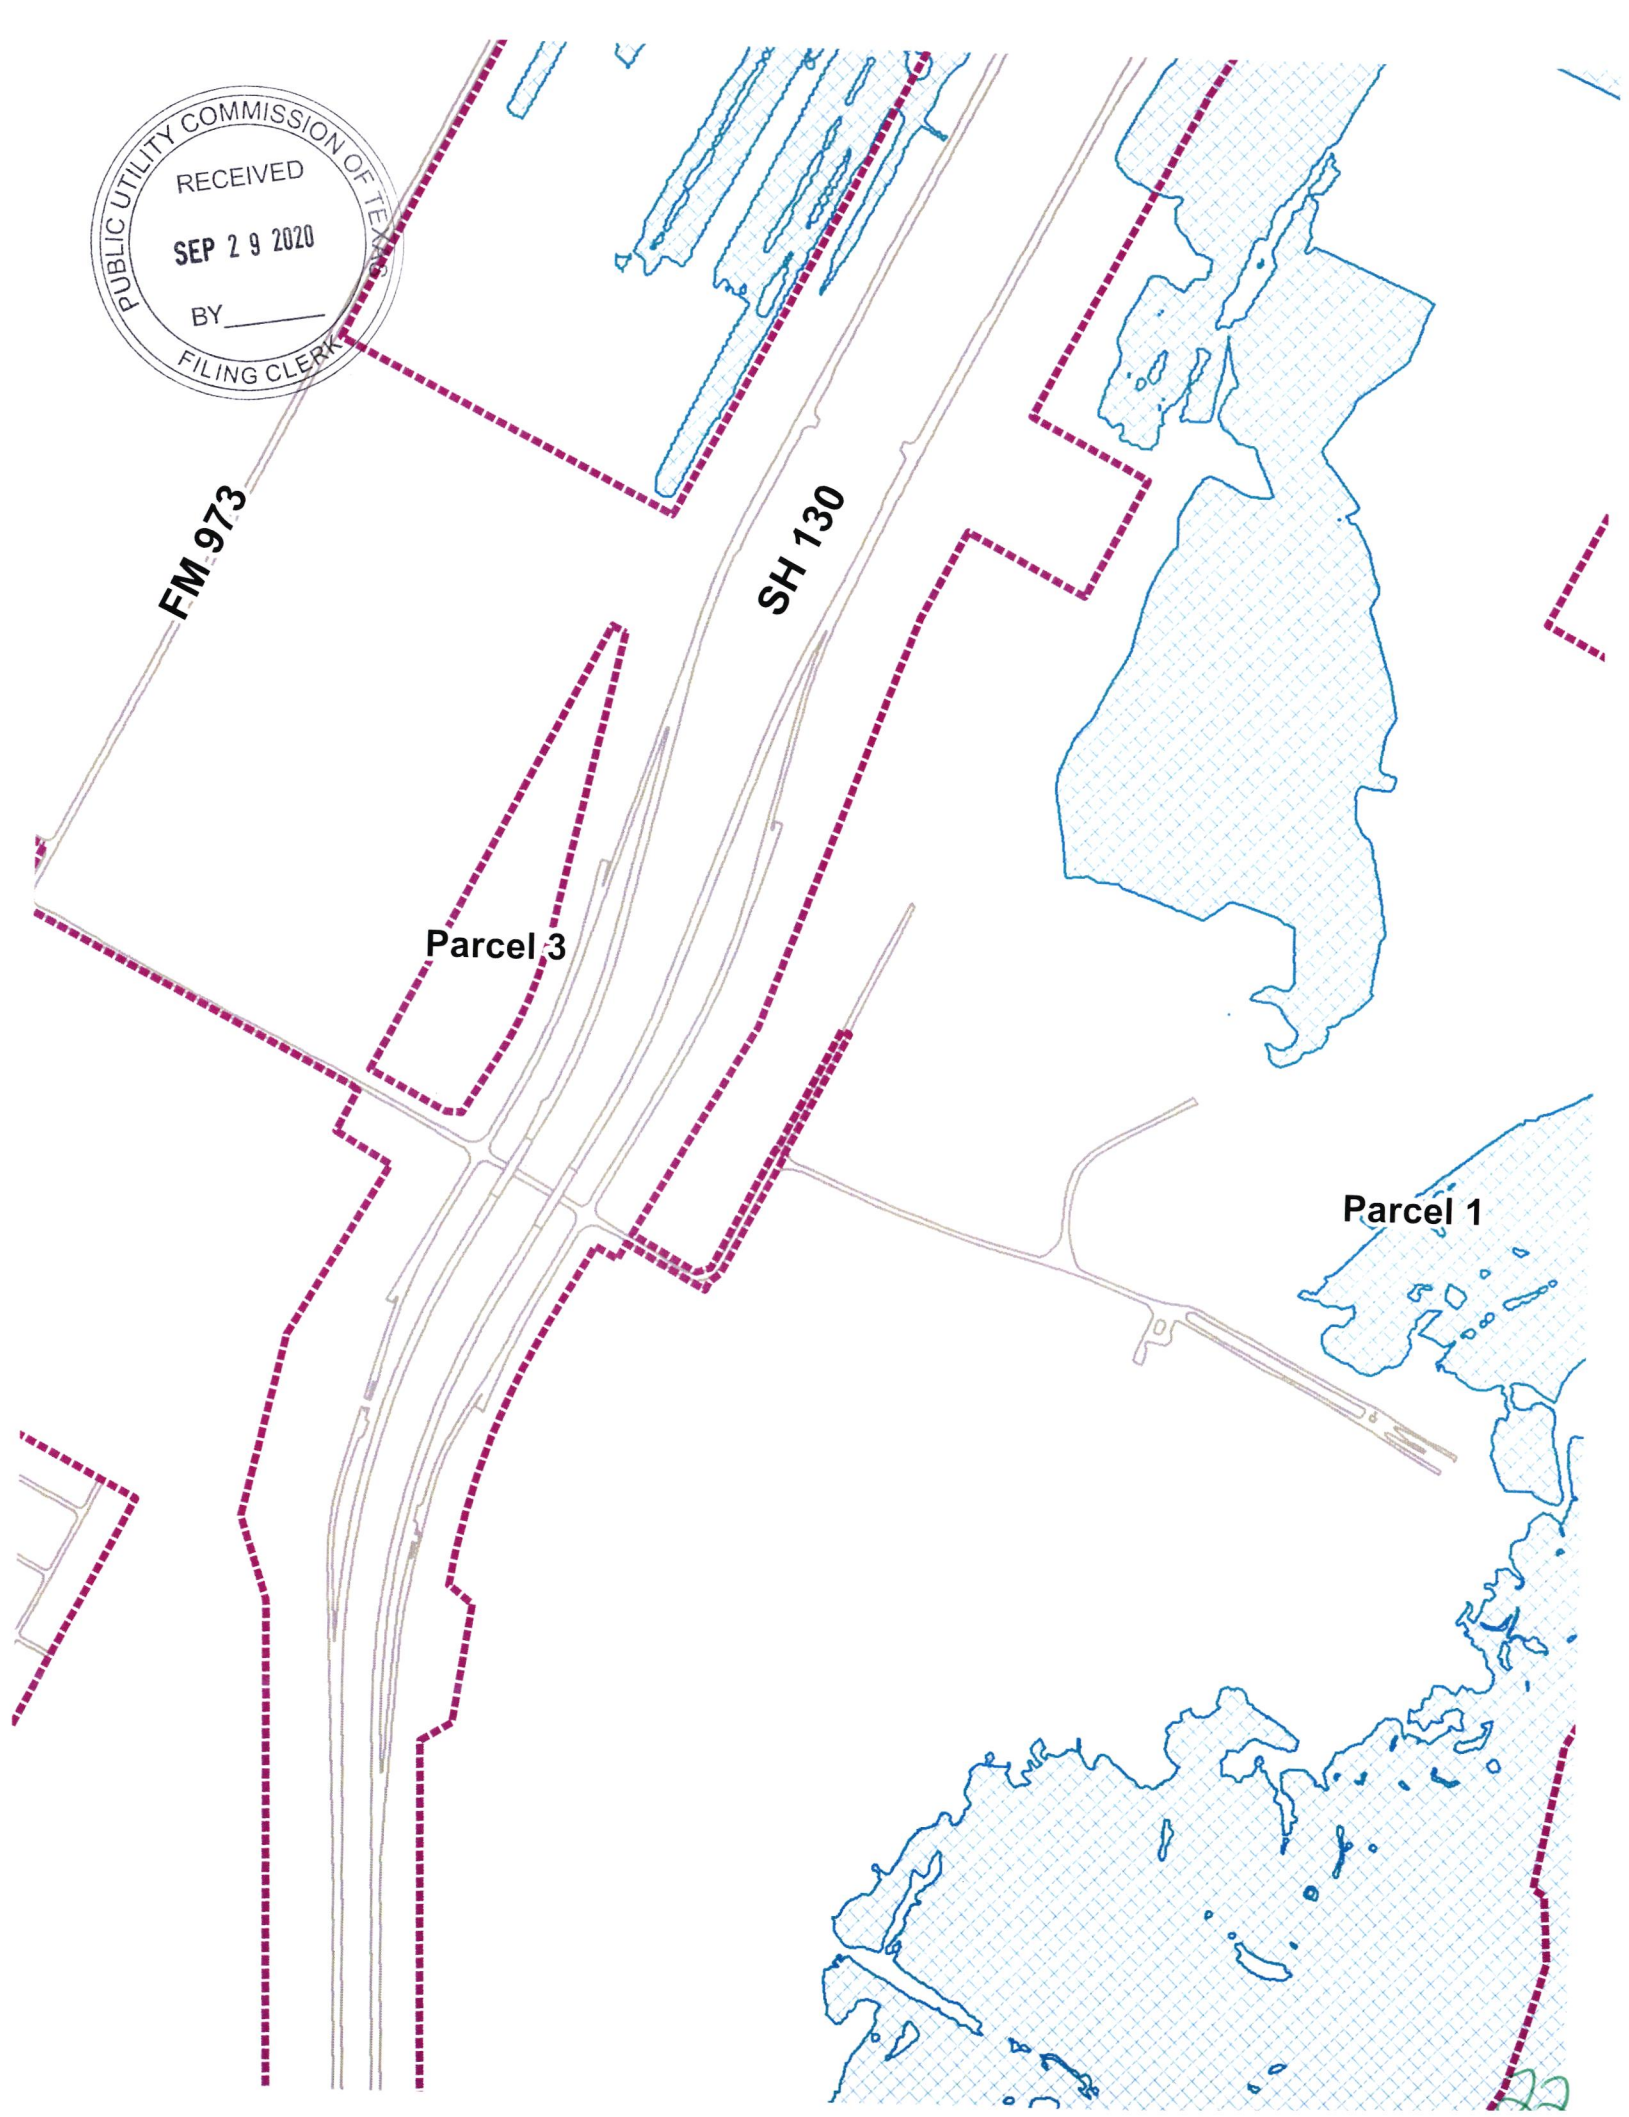 PUBLIC UTILITY COMMISSION OF TEXAS
RECEIVED
SEP 29 2020
BY
FILING CLERK
FM 973
SH 130
Parcel 3
Parcel 1
22